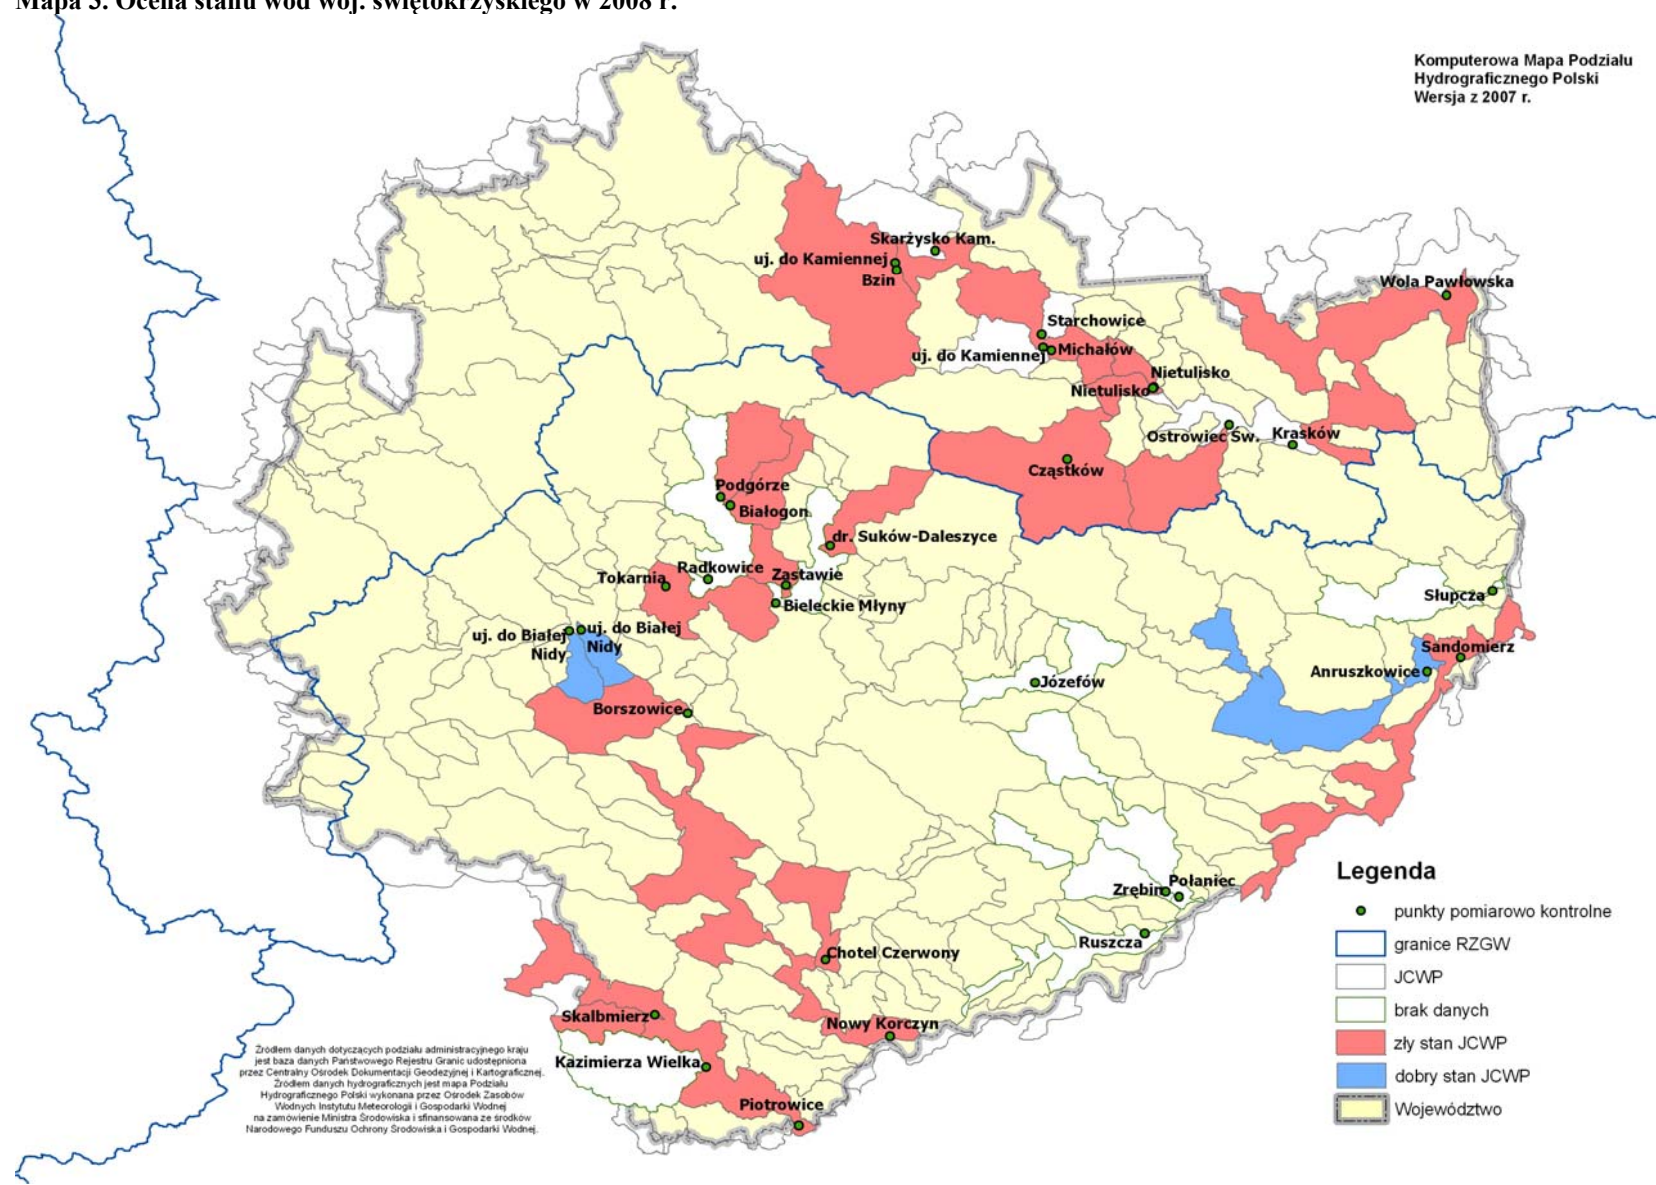 Mapa 5. Ocena stanu wód woj. świętokrzyskiego w 2008 r.
Komputerowa Mapa Podziału
Hydrograficznego Polski
Wersja z 2007 r.
Skarżysko Kam.
uj. do Kamiennej
Bzin
Wola Pawłowska
Starchowice
uj. do Kamiennej
Michałów
Nietulisko
Nietulisko
Ostrowiec Św.
Krasków
Cząstków
Podgórze
Białogon
dr. Suków-Daleszyce
Radkowice
Zastawie
Tokarnia
Bieleckie Młyny
Słupcza
uj. do Białej
Nidy
uj. do Białej
Nidy
Sandomierz
Anruszkowice
Józefów
Borszowice
Zrębin
Połaniec
Ruszcza
Chotel Czerwony
Skalbmierz
Nowy Korczyn
Kazimierza Wielka
Piotrowice
Legenda
punkty pomiarowo kontrolne
granice RZGW
JCWP
brak danych
zły stan JCWP
dobry stan JCWP
Województwo
Źródłem danych dotyczących podziału administracyjnego kraju
jest baza danych Państwowego Rejestru Granic udostępniona
przez Centralny Ośrodek Dokumentacji Geodezyjnej i Kartograficznej.
Źródłem danych hydrograficznych jest mapa Podziału
Hydrograficznego Polski wykonana przez Ośrodek Zasobów
Wodnych Instytutu Meteorologii i Gospodarki Wodnej
na zamówienie Ministra Środowiska i sfinansowana ze środków
Narodowego Funduszu Ochrony Środowiska i Gospodarki Wodnej.